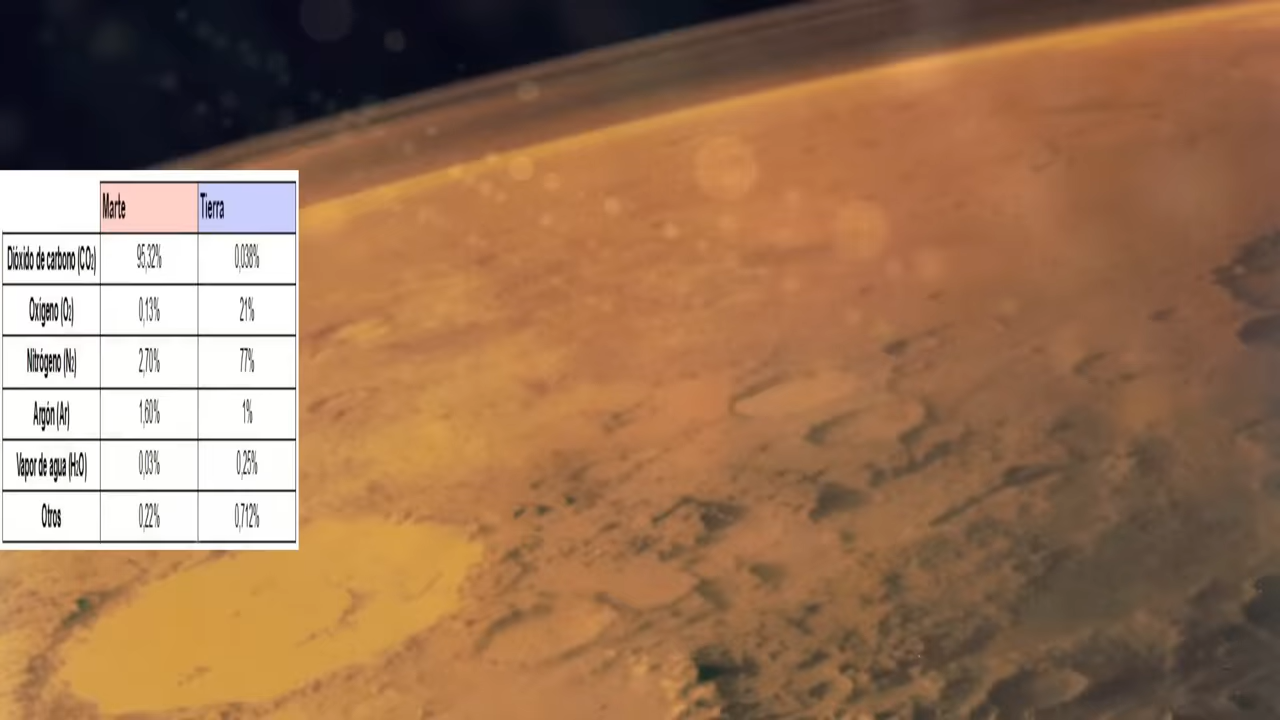 Marte Tierra
Dióxido de carbono (CO₂) 95,32% 0,038%
Oxígeno (O₂) 0,13% 21%
Nitrógeno (N₂) 2,70% 77%
Argón (Ar) 1,60% 1%
Vapor de agua (H₂O) 0,03% 0,25%
Otros 0,22% 0,712%